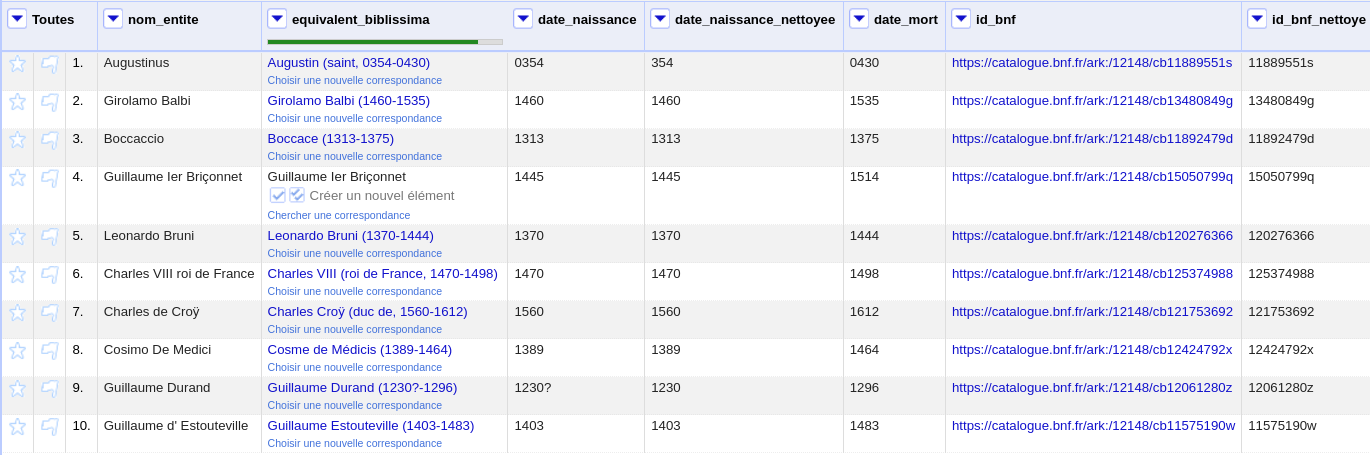 Toutes nom_entite equivalent_biblissima date_naissance date_naissance_nettoyee date_mort id_bnf id_bnf_nettoye
1. Augustinus Augustin (saint, 0354-0430) 0354 354 0430 https://catalogue.bnf.fr/ark:/12148/cb11889551s 11889551s
Choisir une nouvelle correspondance
2. Girolamo Balbi Girolamo Balbi (1460-1535) 1460 1460 1535 https://catalogue.bnf.fr/ark:/12148/cb13480849g 13480849g
Choisir une nouvelle correspondance
3. Boccaccio Boccace (1313-1375) 1313 1313 1375 https://catalogue.bnf.fr/ark:/12148/cb11892479d 11892479d
Choisir une nouvelle correspondance
4. Guillaume Ier Briçonnet Guillaume Ier Briçonnet 1445 1445 1514 https://catalogue.bnf.fr/ark:/12148/cb15050799q 15050799q
Créer un nouvel élément
Chercher une correspondance
5. Leonardo Bruni Leonardo Bruni (1370-1444) 1370 1370 1444 https://catalogue.bnf.fr/ark:/12148/cb120276366 120276366
Choisir une nouvelle correspondance
6. Charles VIII roi de France Charles VIII (roi de France, 1470-1498) 1470 1470 1498 https://catalogue.bnf.fr/ark:/12148/cb125374988 125374988
Choisir une nouvelle correspondance
7. Charles de Croÿ Charles Croÿ (duc de, 1560-1612) 1560 1560 1612 https://catalogue.bnf.fr/ark:/12148/cb121753692 121753692
Choisir une nouvelle correspondance
8. Cosimo De Medici Cosme de Médicis (1389-1464) 1389 1389 1464 https://catalogue.bnf.fr/ark:/12148/cb12424792x 12424792x
Choisir une nouvelle correspondance
9. Guillaume Durand Guillaume Durand (1230?-1296) 1230? 1230 1296 https://catalogue.bnf.fr/ark:/12148/cb12061280z 12061280z
Choisir une nouvelle correspondance
10. Guillaume d' Estouteville Guillaume Estouteville (1403-1483) 1403 1403 1483 https://catalogue.bnf.fr/ark:/12148/cb11575190w 11575190w
Choisir une nouvelle correspondance